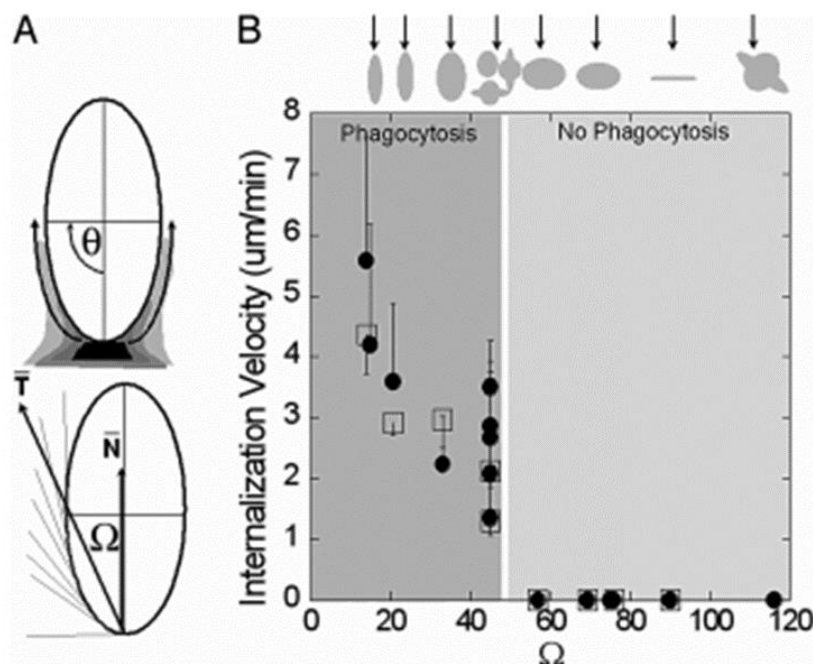 A
B
θ
T̅
N̅
Ω
Phagocytosis
No Phagocytosis
Internalization Velocity (um/min)
8
7
6
5
4
3
2
1
0
0 20 40 60 80 100 120
Ω